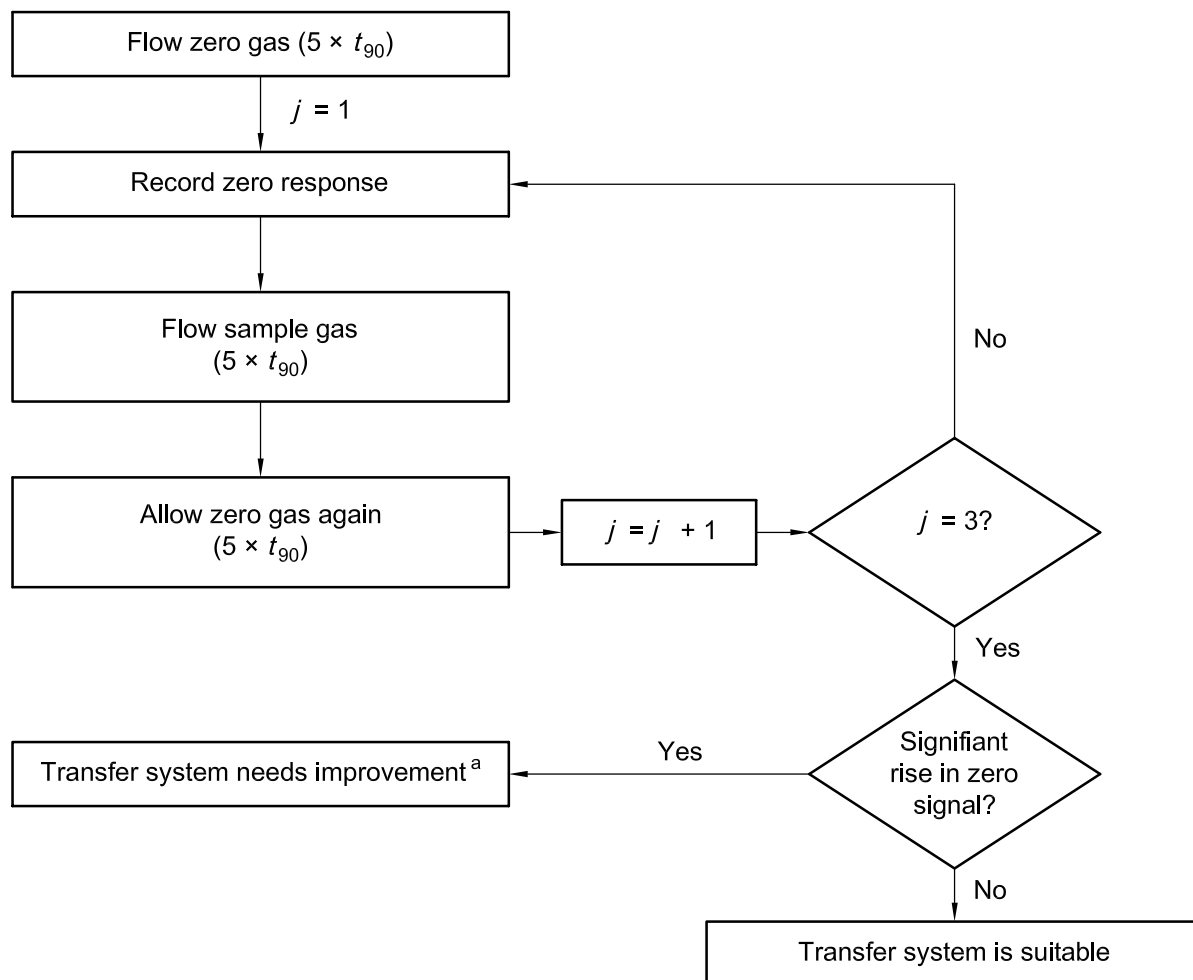 Flow zero gas (5 × t90)
j = 1
Record zero response
Flow sample gas
(5 × t90)
No
Allow zero gas again
(5 × t90)
j = j + 1
j = 3?
Yes
Transfer system needs improvement a
Yes
Signifiant
rise in zero
signal?
No
Transfer system is suitable